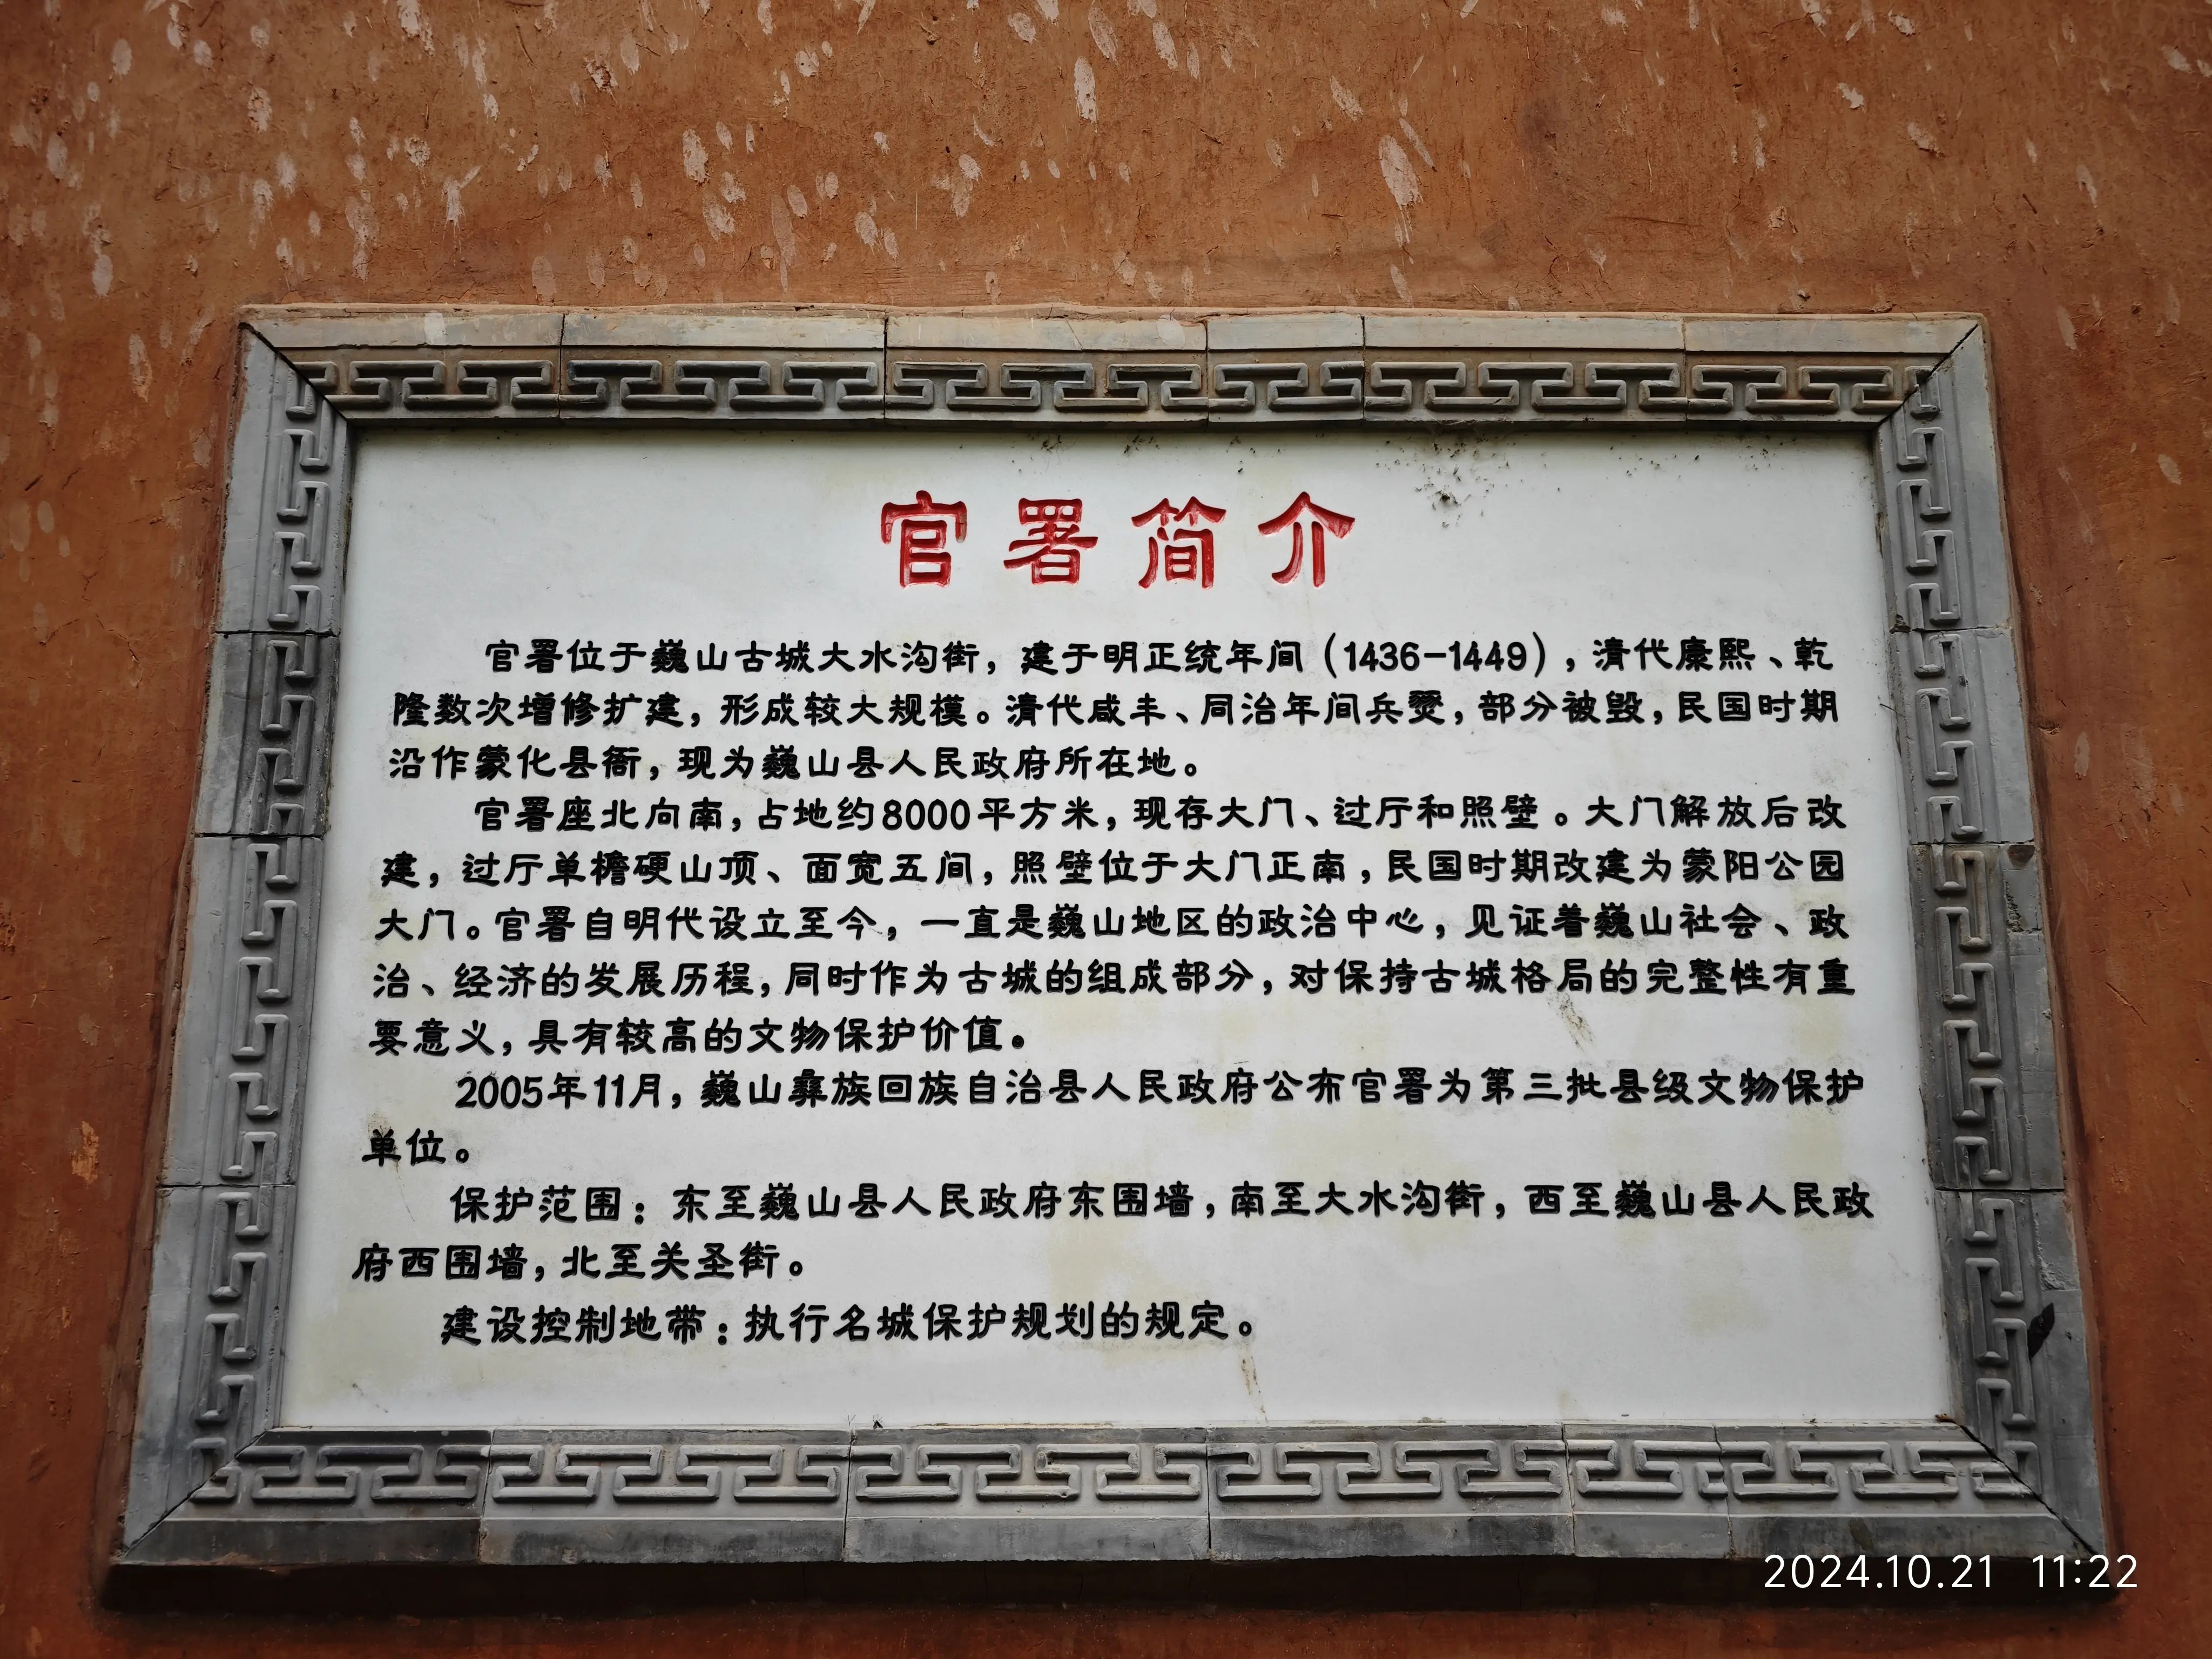 官署简介
官署位于巍山古城大水沟街，建于明正统年间（1436-1449），清代康熙、乾
隆数次增修扩建，形成较大规模。清代咸丰、同治年间兵燹，部分被毁，民国时期
沿作蒙化县衙，现为巍山县人民政府所在地。
官署座北向南，占地约8000平方米，现存大门、过厅和照壁。大门解放后改
建，过厅单檐硬山顶、面宽五间，照壁位于大门正南，民国时期改建为蒙阳公园
大门。官署自明代设立至今，一直是巍山地区的政治中心，见证着巍山社会、政
治、经济的发展历程，同时作为古城的组成部分，对保持古城格局的完整性有重
要意义，具有较高的文物保护价值。
2005年11月，巍山彝族回族自治县人民政府公布官署为第三批县级文物保护
单位。
保护范围：东至巍山县人民政府东围墙，南至大水沟街，西至巍山县人民政
府西围墙，北至关圣街。
建设控制地带：执行名城保护规划的规定。
2024.10.21 11:22